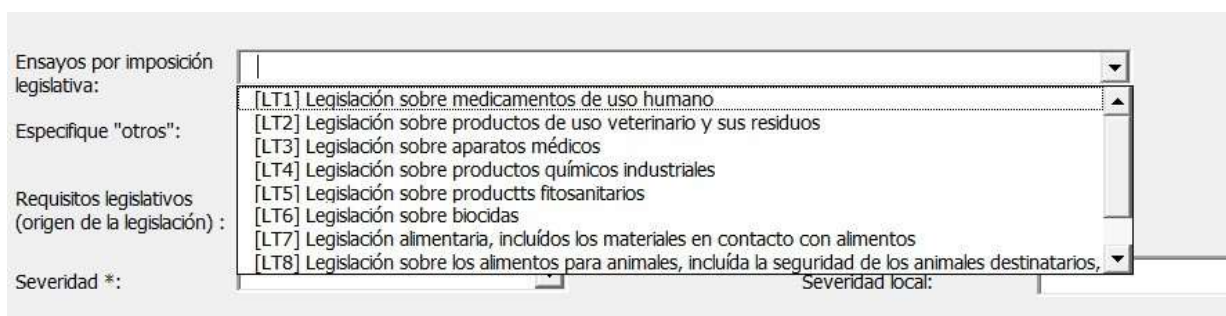 Ensayos por imposición
legislativa:
[LT1] Legislación sobre medicamentos de uso humano
[LT2] Legislación sobre productos de uso veterinario y sus residuos
Especifique "otros":
[LT3] Legislación sobre aparatos médicos
[LT4] Legislación sobre productos químicos industriales
[LT5] Legislación sobre productts fitosanitarios
Requisitos legislativos
(origen de la legislación) :
[LT6] Legislación sobre biocidas
[LT7] Legislación alimentaria, incluídos los materiales en contacto con alimentos
[LT8] Legislación sobre los alimentos para animales, incluída la seguridad de los animales destinatarios,
Severidad *:
Severidad local: